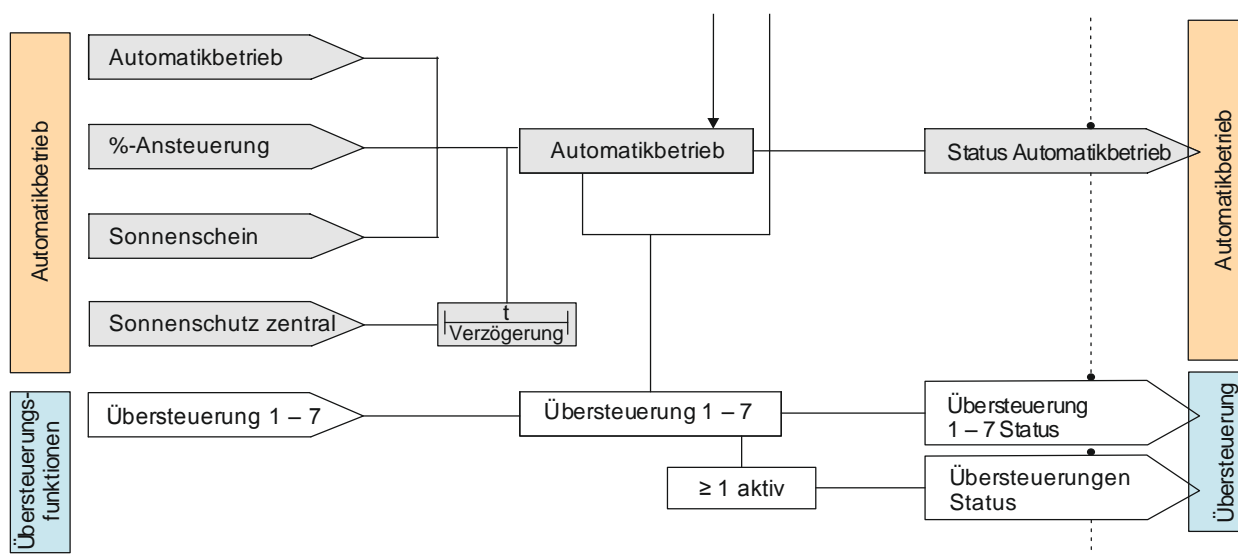 Automatikbetrieb
Automatikbetrieb
%-Ansteuerung
Sonnenschein
Sonnenschutz zentral
t
Verzögerung
Automatikbetrieb
Status Automatikbetrieb
Automatikbetrieb
Übersteuerungs-
funktionen
Übersteuerung 1 – 7
Übersteuerung 1 – 7
≥ 1 aktiv
Übersteuerung
1 – 7 Status
Übersteuerungen
Status
Übersteuerung